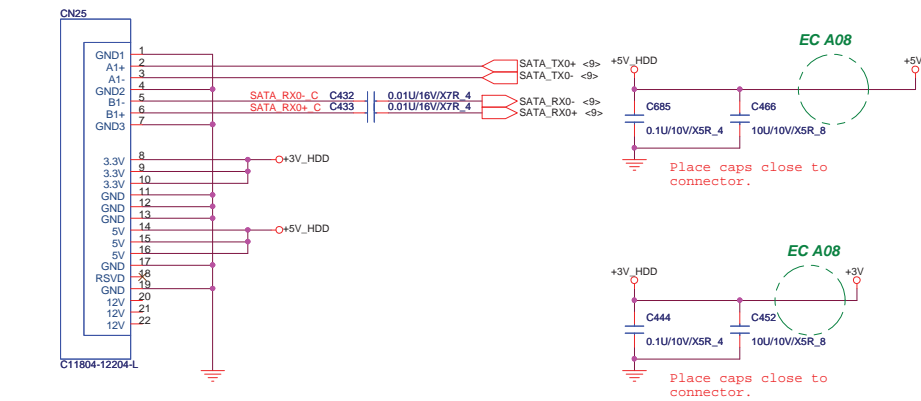 CN25
GND1 1
A1+ 2
A1- 3
GND2 4
B1- 5
B1+ 6
GND3 7
3.3V 8
3.3V 9
3.3V 10
GND 11
GND 12
GND 13
5V 14
5V 15
5V 16
GND 17
RSVD 18
GND 19
12V 20
12V 21
12V 22
C11804-12204-L
SATA_TX0+ <9>
SATA_TX0- <9>
SATA_RX0-_C C432 0.01U/16V/X7R_4 SATA_RX0- <9>
SATA_RX0+_C C433 0.01U/16V/X7R_4 SATA_RX0+ <9>
+3V_HDD
+5V_HDD
EC A08
+5V_HDD
+5V
C685
0.1U/10V/X5R_4
C466
10U/10V/X5R_8
Place caps close to
connector.
EC A08
+3V_HDD
+3V
C444
0.1U/10V/X5R_4
C452
10U/10V/X5R_8
Place caps close to
connector.